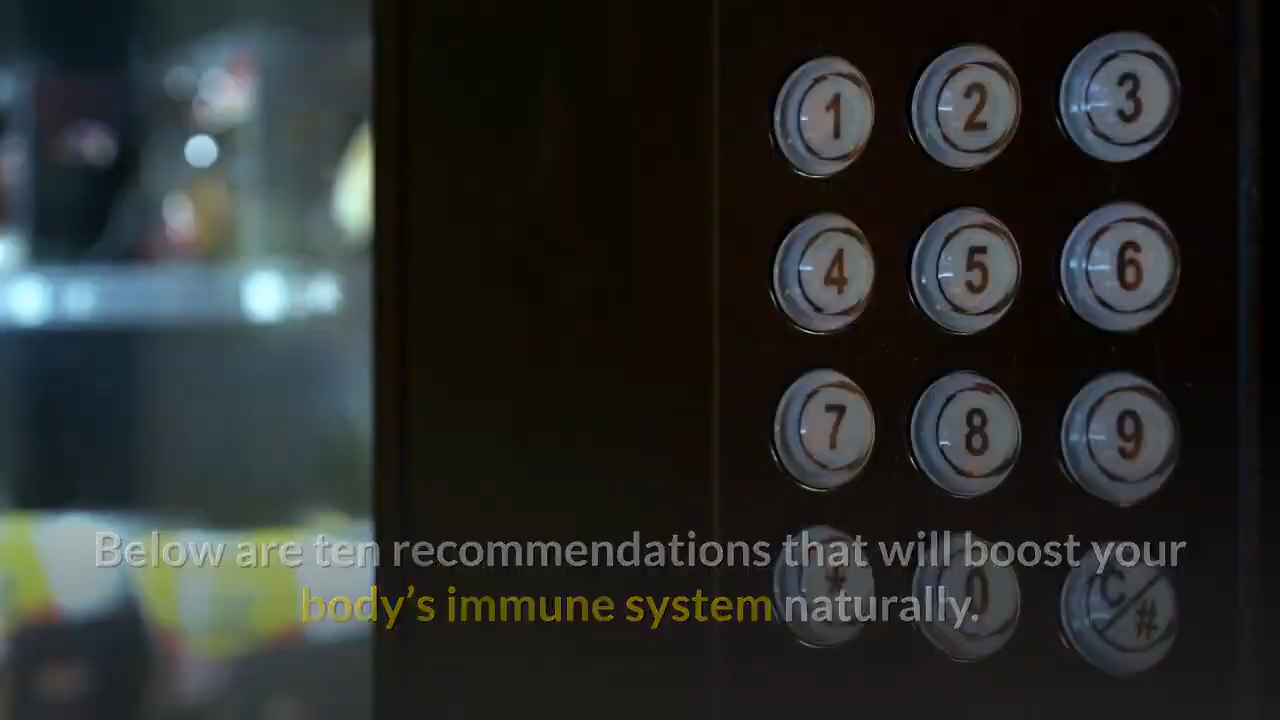 1 2 3
4 5 6
7 8 9
* 0 C/#
Below are ten recommendations that will boost your
body's immune system naturally.